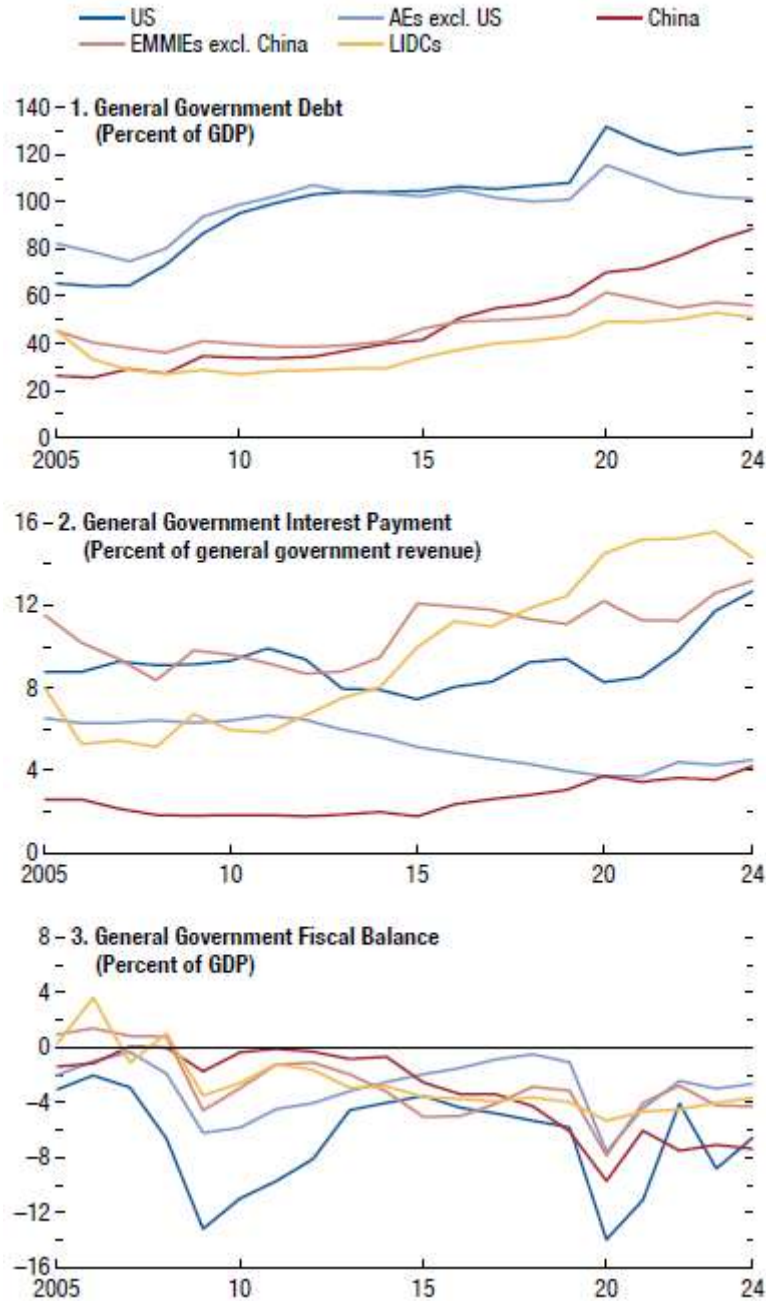 US AEs excl. US China
EMMIEs excl. China LIDCs
1. General Government Debt
(Percent of GDP)
140
120
100
80
60
40
20
0
2005 10 15 20 24
2. General Government Interest Payment
(Percent of general government revenue)
16
12
8
4
0
2005 10 15 20 24
3. General Government Fiscal Balance
(Percent of GDP)
8
4
0
−4
−8
−12
−16
2005 10 15 20 24